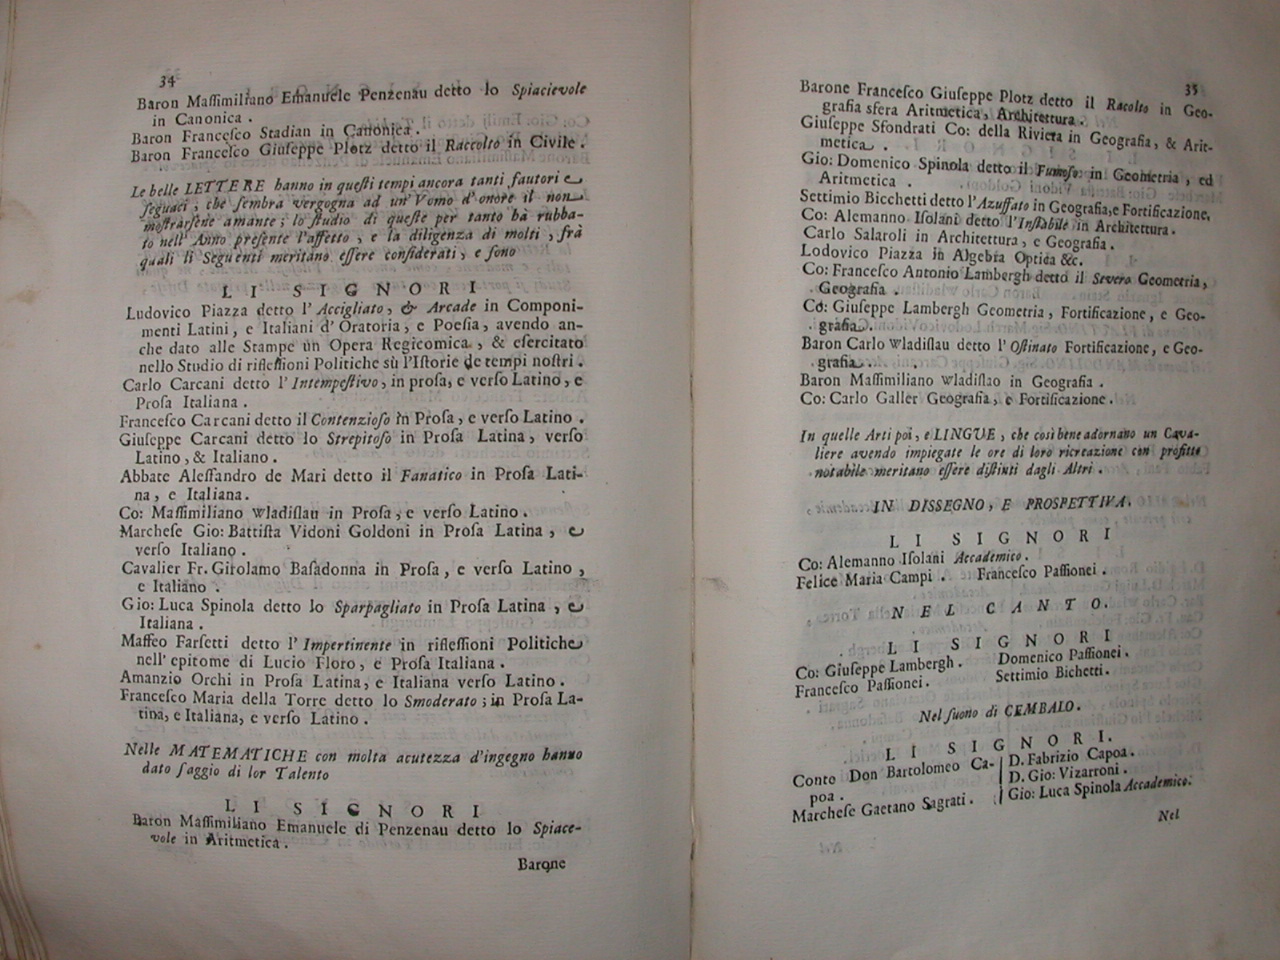 34
Baron Maſſimiliano Emanuele Penzenau detto lo Spiacievole
in Canonica .
Baron Franceſco Stadian in Canonica .
Baron Franceſco Giuſeppe Plotz detto il Raccolto in Civile .
Le belle LETTERE hanno in queſti tempi ancora tanti fautori e
ſeguaci , che ſembra vergogna ad un' Vomo d'onore il non
moſtrarſene amante ; lo ſtudio di queſte per tanto hà rubba-
to nell' Anno preſente l'affetto , e la diligenza di molti , frà
quali li Seguenti meritano eſſere conſiderati , e ſono
LI SIGNORI
Ludovico Piazza detto l' Accigliato , & Arcade in Componi-
menti Latini , e Italiani d' Oratoria , e Poeſia , avendo an-
che dato alle Stampe un Opera Regicomica , & eſercitato
nello Studio di rifleſſioni Politiche sù l'Iſtorie de tempi noſtri .
Carlo Carcani detto l' Intempeſtivo , in proſa , e verſo Latino , e
Proſa Italiana .
Franceſco Carcani detto il Contenzioſo in Proſa , e verſo Latino .
Giuſeppe Carcani detto lo Strepitoſo in Proſa Latina , verſo
Latino , & Italiano .
Abbate Aleſſandro de Mari detto il Fanatico in Proſa Lati-
na , e Italiana .
Co: Maſſimiliano Wladiſlau in Proſa , e verſo Latino .
Marcheſe Gio: Battiſta Vidoni Goldoni in Proſa Latina , e
verſo Italiano .
Cavalier Fr. Girolamo Baſadonna in Proſa , e verſo Latino ,
e Italiano .
Gio: Luca Spinola detto lo Sparpagliato in Proſa Latina , e
Italiana .
Maffeo Farſetti detto l' Impertinente in rifleſſioni Politiche
nell' epitome di Lucio Floro , e Proſa Italiana .
Amanzio Orchi in Proſa Latina , e Italiana verſo Latino .
Franceſco Maria della Torre detto lo Smoderato ; in Proſa La-
tina , e Italiana , e verſo Latino .
Nelle MATEMATICHE con molta acutezza d'ingegno hanno
dato ſaggio di lor Talento
LI SIGNORI
Baron Maſſimiliano Emanuele di Penzenau detto lo Spiace-
vole in Aritmetica .
Barone
35
Barone Franceſco Giuſeppe Plotz detto il Racolto in Geo-
grafia sfera Aritmetica , Architettura .
Giuſeppe Sfondrati Co: della Riviera in Geografia , & Arit-
metica .
Gio: Domenico Spinola detto il Fumoſo in Geometria , ed
Aritmetica .
Settimio Bicchetti detto l'Azuffato in Geografia , e Fortificazione ,
Co: Alemanno Iſolani detto l'Inſtabile in Architettura .
Carlo Salaroli in Architettura , e Geografia .
Lodovico Piazza in Algebra Optica &c.
Co: Franceſco Antonio Lambergh detto il Severo Geometria ,
Geografia .
Co: Giuſeppe Lambergh Geometria , Fortificazione , e Geo-
grafia .
Baron Carlo Wladiſlau detto l' Oſtinato Fortificazione , e Geo-
grafia .
Baron Maſſimiliano Wladiſlao in Geografia .
Co: Carlo Galler Geografia , e Fortificazione .
In quelle Arti poi , e LINGVE , che così bene adornano un Cava-
liere avendo impiegate le ore di loro ricreazione con profitto
notabile meritano eſſere diſtinti dagli Altri .
IN DISSEGNO , E PROSPETTIVA .
LI SIGNORI
Co: Alemanno Iſolani Accademico .
Felice Maria Campi . Franceſco Paſſionei .
NEL CANTO .
LI SIGNORI
Co: Giuſeppe Lambergh . Domenico Paſſionei .
Franceſco Paſſionei . Settimio Bichetti .
Nel ſuono di CEMBALO .
LI SIGNORI .
Conte Don Bartolomeo Ca-
poa .
Marcheſe Gaetano Sagrati .
D. Fabrizio Capoa .
D. Gio: Vizarroni .
Gio: Luca Spinola Accademico .
Nel